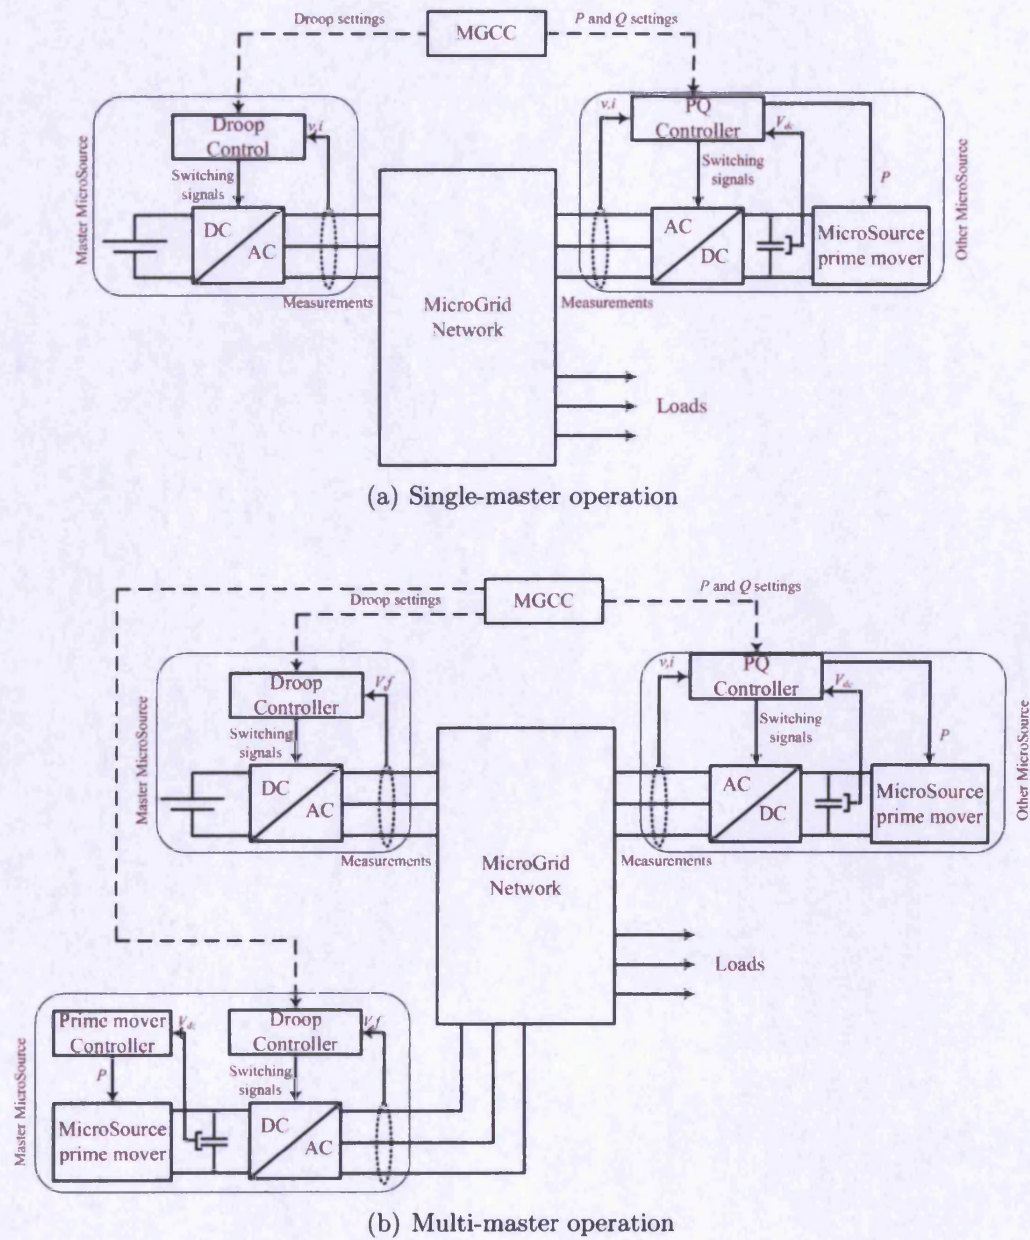 Droop settings
MGCC
P and Q settings
Master MicroSource
Droop
Control
v,i
Switching
signals
DC
AC
Measurements
MicroGrid
Network
v,i
PQ
Controller
V_dc
Switching
signals
P
AC
DC
MicroSource
prime mover
Other MicroSource
Measurements
Loads
(a) Single-master operation
Droop settings
MGCC
P and Q settings
Master MicroSource
Droop
Controller
V,f
Switching
signals
DC
AC
Measurements
MicroGrid
Network
v,i
PQ
Controller
V_dc
Switching
signals
P
AC
DC
MicroSource
prime mover
Other MicroSource
Measurements
Loads
Master MicroSource
Prime mover
Controller
V_dc
P
MicroSource
prime mover
Droop
Controller
V,f
Switching
signals
DC
AC
(b) Multi-master operation